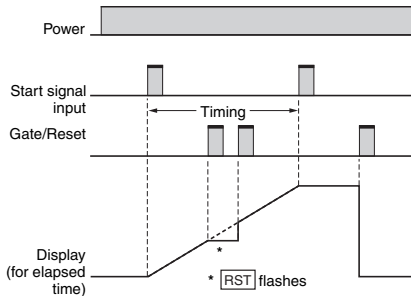 Power
Start signal
input
Timing
Gate/Reset
Display
(for elapsed
time)
*
* RST flashes